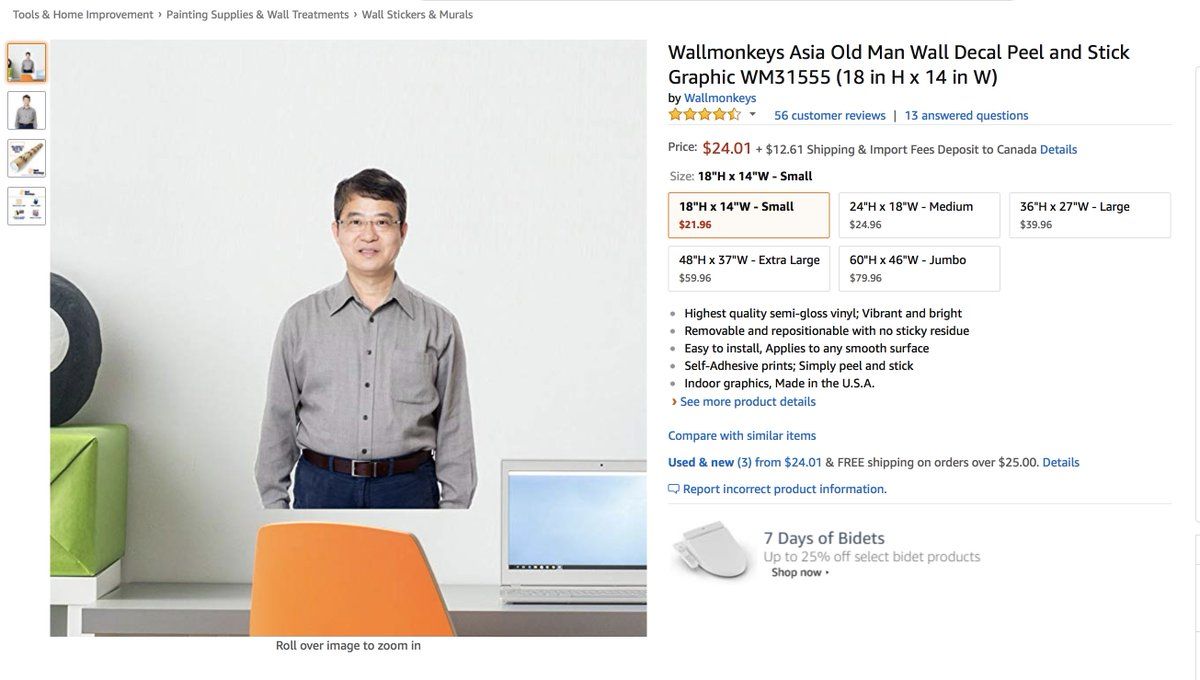 Tools & Home Improvement › Painting Supplies & Wall Treatments › Wall Stickers & Murals
Wallmonkeys Asia Old Man Wall Decal Peel and Stick
Graphic WM31555 (18 in H x 14 in W)
by Wallmonkeys
56 customer reviews | 13 answered questions
Price: $24.01 + $12.61 Shipping & Import Fees Deposit to Canada Details
Size: 18"H x 14"W - Small
18"H x 14"W - Small
$21.96
24"H x 18"W - Medium
$24.96
36"H x 27"W - Large
$39.96
48"H x 37"W - Extra Large
$59.96
60"H x 46"W - Jumbo
$79.96
Highest quality semi-gloss vinyl; Vibrant and bright
Removable and repositionable with no sticky residue
Easy to install, Applies to any smooth surface
Self-Adhesive prints; Simply peel and stick
Indoor graphics, Made in the U.S.A.
› See more product details
Compare with similar items
Used & new (3) from $24.01 & FREE shipping on orders over $25.00. Details
Report incorrect product information.
7 Days of Bidets
Up to 25% off select bidet products
Shop now ›
Roll over image to zoom in